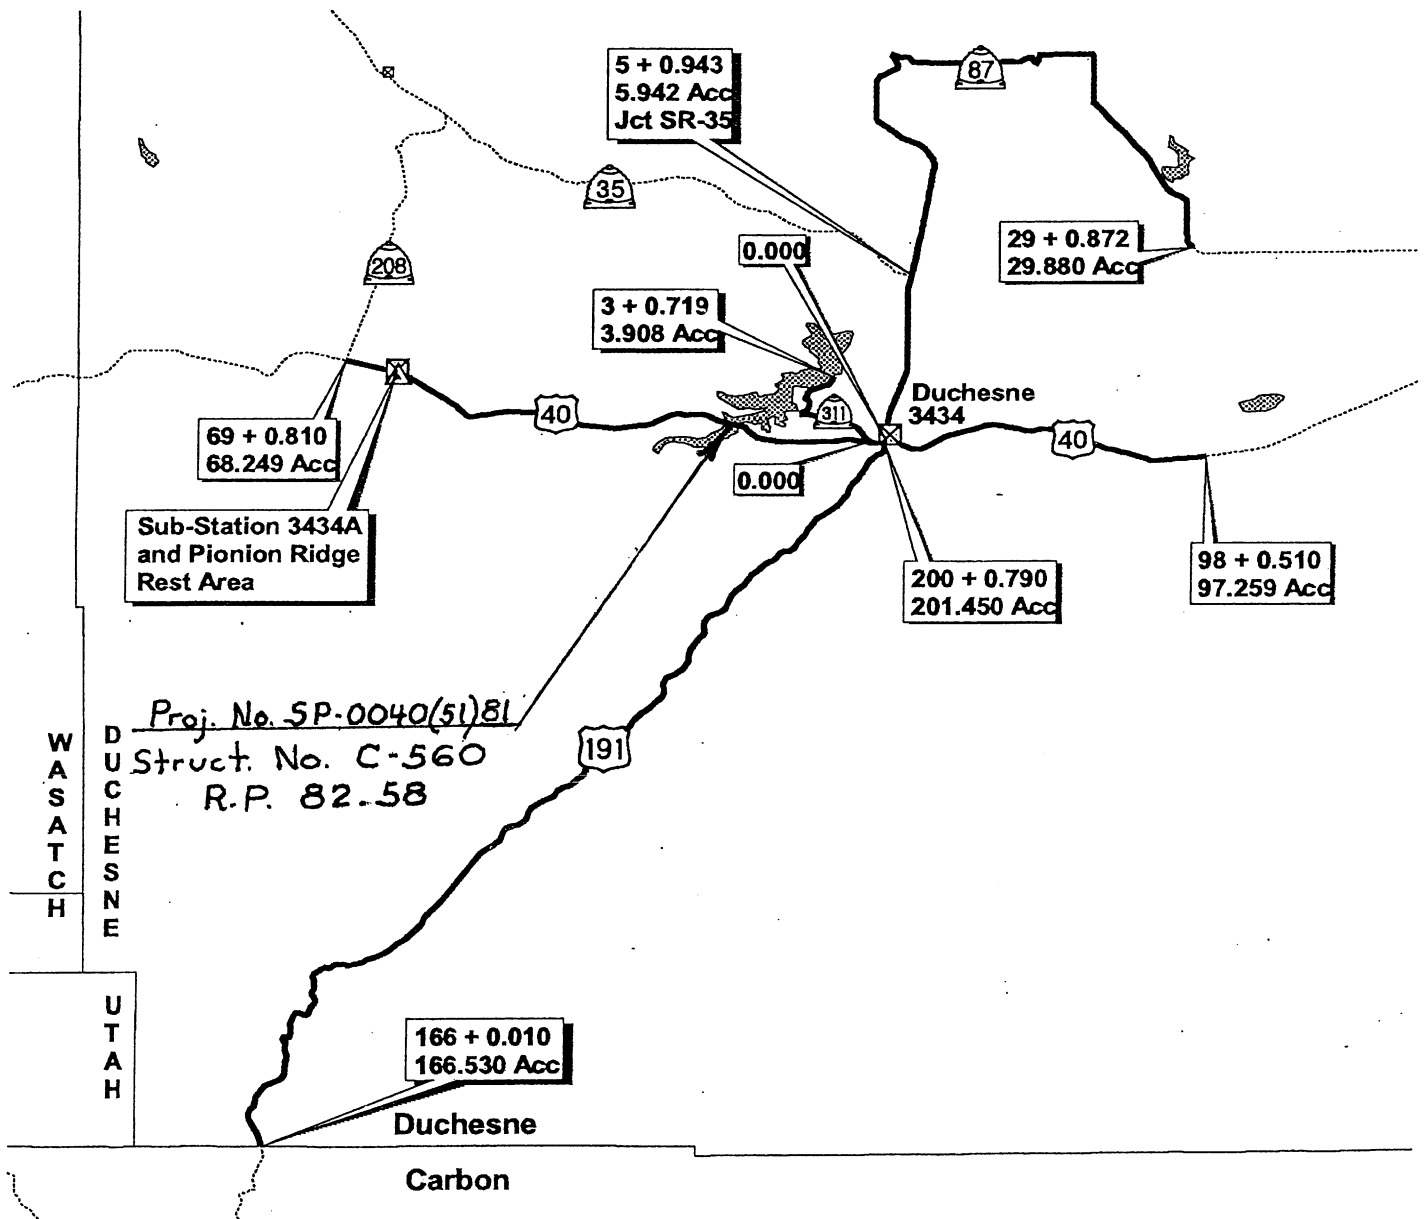 5 + 0.943
5.942 Acc
Jct SR-35
87
35
208
0.000
29 + 0.872
29.880 Acc
3 + 0.719
3.908 Acc
Duchesne
3434
311
40
40
69 + 0.810
68.249 Acc
0.000
Sub-Station 3434A
and Pionion Ridge
Rest Area
200 + 0.790
201.450 Acc
98 + 0.510
97.259 Acc
Proj. No. SP-0040(51)81
Struct. No. C-560
R.P. 82.58
191
WASATCH
DUCHESNE
UTAH
166 + 0.010
166.530 Acc
Duchesne
Carbon